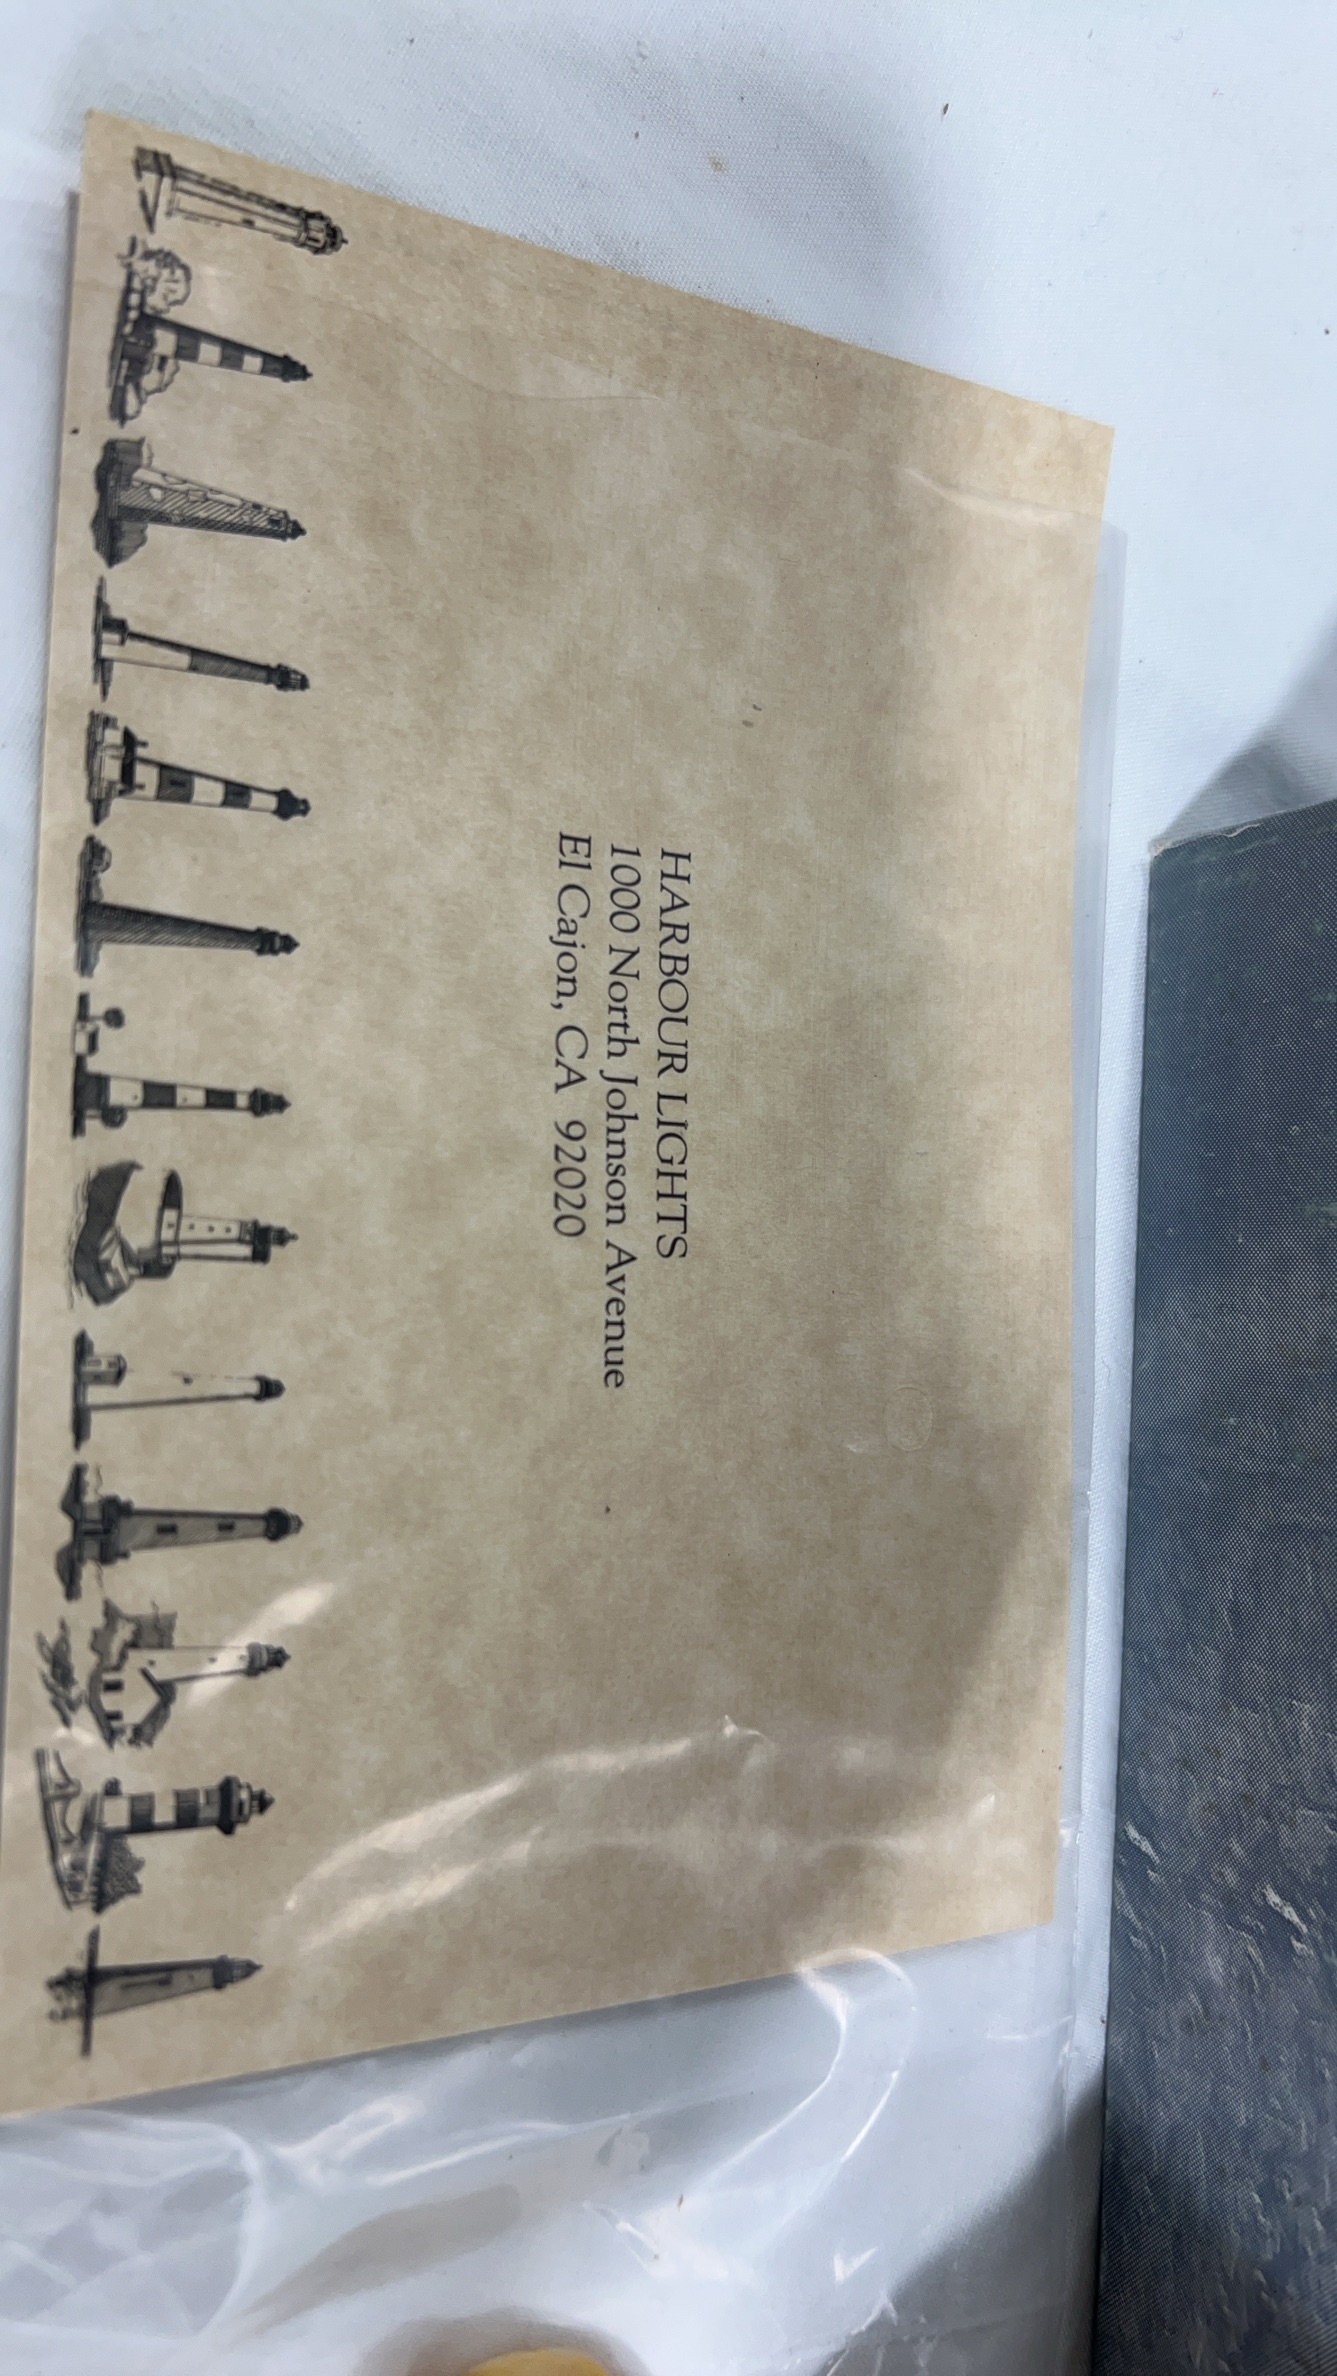 HARBOUR LIGHTS
1000 North Johnson Avenue
El Cajon, CA  92020